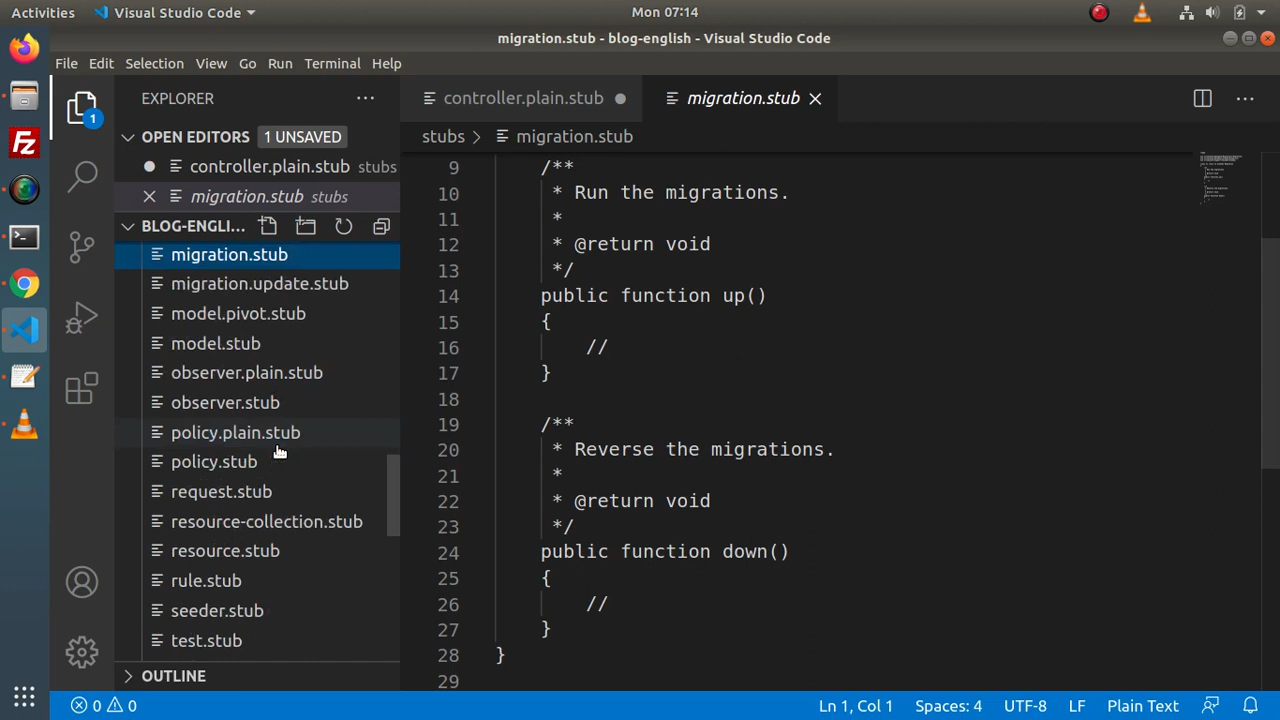 Activities Visual Studio Code Mon 07:14
migration.stub - blog-english - Visual Studio Code
File Edit Selection View Go Run Terminal Help
EXPLORER
controller.plain.stub
migration.stub
1
OPEN EDITORS 1 UNSAVED
stubs migration.stub
controller.plain.stub stubs
migration.stub stubs
BLOG-ENGLI...
migration.stub
migration.update.stub
model.pivot.stub
model.stub
observer.plain.stub
observer.stub
policy.plain.stub
policy.stub
request.stub
resource-collection.stub
resource.stub
rule.stub
seeder.stub
test.stub
OUTLINE
9 /**
10 * Run the migrations.
11 *
12 * @return void
13 */
14 public function up()
15 {
16 //
17 }
18
19 /**
20 * Reverse the migrations.
21 *
22 * @return void
23 */
24 public function down()
25 {
26 //
27 }
28 }
29
0 0 Ln 1, Col 1 Spaces: 4 UTF-8 LF Plain Text